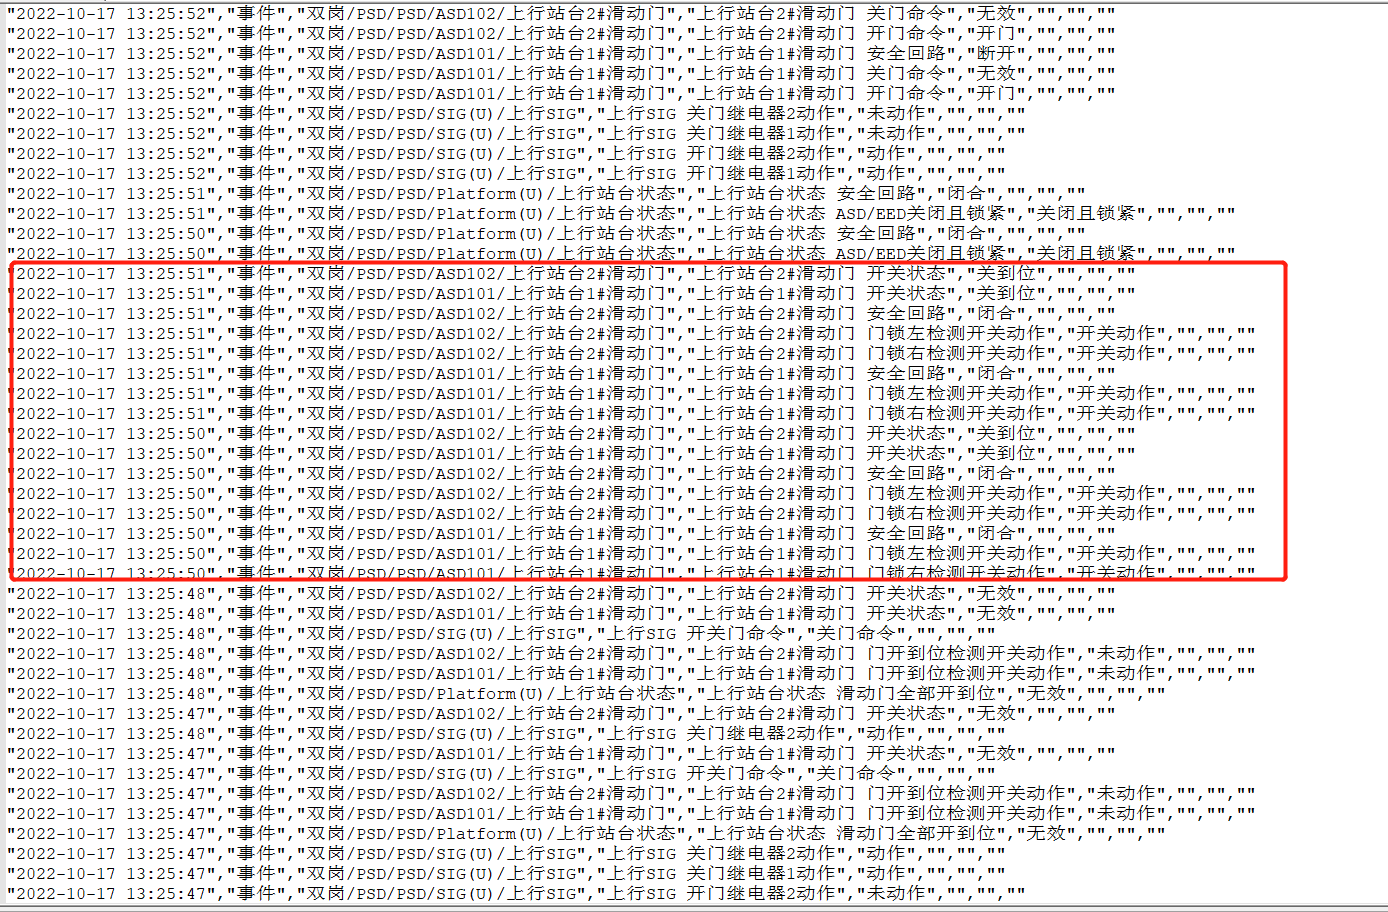 "2022-10-17 13:25:52","事件","双岗/PSD/PSD/ASD102/上行站台2#滑动门","上行站台2#滑动门 关门命令","无效","","",""
"2022-10-17 13:25:52","事件","双岗/PSD/PSD/ASD102/上行站台2#滑动门","上行站台2#滑动门 开门命令","开门","","",""
"2022-10-17 13:25:52","事件","双岗/PSD/PSD/ASD101/上行站台1#滑动门","上行站台1#滑动门 安全回路","断开","","",""
"2022-10-17 13:25:52","事件","双岗/PSD/PSD/ASD101/上行站台1#滑动门","上行站台1#滑动门 关门命令","无效","","",""
"2022-10-17 13:25:52","事件","双岗/PSD/PSD/ASD101/上行站台1#滑动门","上行站台1#滑动门 开门命令","开门","","",""
"2022-10-17 13:25:52","事件","双岗/PSD/PSD/SIG(U)/上行SIG","上行SIG 关门继电器2动作","未动作","","",""
"2022-10-17 13:25:52","事件","双岗/PSD/PSD/SIG(U)/上行SIG","上行SIG 关门继电器1动作","未动作","","",""
"2022-10-17 13:25:52","事件","双岗/PSD/PSD/SIG(U)/上行SIG","上行SIG 开门继电器2动作","动作","","",""
"2022-10-17 13:25:52","事件","双岗/PSD/PSD/SIG(U)/上行SIG","上行SIG 开门继电器1动作","动作","","",""
"2022-10-17 13:25:51","事件","双岗/PSD/PSD/Platform(U)/上行站台状态","上行站台状态 安全回路","闭合","","",""
"2022-10-17 13:25:51","事件","双岗/PSD/PSD/Platform(U)/上行站台状态","上行站台状态 ASD/EED关闭且锁紧","关闭且锁紧","","",""
"2022-10-17 13:25:50","事件","双岗/PSD/PSD/Platform(U)/上行站台状态","上行站台状态 安全回路","闭合","","",""
"2022-10-17 13:25:50","事件","双岗/PSD/PSD/Platform(U)/上行站台状态","上行站台状态 ASD/EED关闭且锁紧","关闭且锁紧","","",""
"2022-10-17 13:25:51","事件","双岗/PSD/PSD/ASD102/上行站台2#滑动门","上行站台2#滑动门 开关状态","关到位","","",""
"2022-10-17 13:25:51","事件","双岗/PSD/PSD/ASD101/上行站台1#滑动门","上行站台1#滑动门 开关状态","关到位","","",""
"2022-10-17 13:25:51","事件","双岗/PSD/PSD/ASD102/上行站台2#滑动门","上行站台2#滑动门 安全回路","闭合","","",""
"2022-10-17 13:25:51","事件","双岗/PSD/PSD/ASD102/上行站台2#滑动门","上行站台2#滑动门 门锁左检测开关动作","开关动作","","",""
"2022-10-17 13:25:51","事件","双岗/PSD/PSD/ASD102/上行站台2#滑动门","上行站台2#滑动门 门锁右检测开关动作","开关动作","","",""
"2022-10-17 13:25:51","事件","双岗/PSD/PSD/ASD101/上行站台1#滑动门","上行站台1#滑动门 安全回路","闭合","","",""
"2022-10-17 13:25:51","事件","双岗/PSD/PSD/ASD101/上行站台1#滑动门","上行站台1#滑动门 门锁左检测开关动作","开关动作","","",""
"2022-10-17 13:25:51","事件","双岗/PSD/PSD/ASD101/上行站台1#滑动门","上行站台1#滑动门 门锁右检测开关动作","开关动作","","",""
"2022-10-17 13:25:50","事件","双岗/PSD/PSD/ASD102/上行站台2#滑动门","上行站台2#滑动门 开关状态","关到位","","",""
"2022-10-17 13:25:50","事件","双岗/PSD/PSD/ASD101/上行站台1#滑动门","上行站台1#滑动门 开关状态","关到位","","",""
"2022-10-17 13:25:50","事件","双岗/PSD/PSD/ASD102/上行站台2#滑动门","上行站台2#滑动门 安全回路","闭合","","",""
"2022-10-17 13:25:50","事件","双岗/PSD/PSD/ASD102/上行站台2#滑动门","上行站台2#滑动门 门锁左检测开关动作","开关动作","","",""
"2022-10-17 13:25:50","事件","双岗/PSD/PSD/ASD102/上行站台2#滑动门","上行站台2#滑动门 门锁右检测开关动作","开关动作","","",""
"2022-10-17 13:25:50","事件","双岗/PSD/PSD/ASD101/上行站台1#滑动门","上行站台1#滑动门 安全回路","闭合","","",""
"2022-10-17 13:25:50","事件","双岗/PSD/PSD/ASD101/上行站台1#滑动门","上行站台1#滑动门 门锁左检测开关动作","开关动作","","",""
"2022-10-17 13:25:50","事件","双岗/PSD/PSD/ASD101/上行站台1#滑动门","上行站台1#滑动门 门锁右检测开关动作","开关动作","","",""
"2022-10-17 13:25:48","事件","双岗/PSD/PSD/ASD102/上行站台2#滑动门","上行站台2#滑动门 开关状态","无效","","",""
"2022-10-17 13:25:48","事件","双岗/PSD/PSD/ASD101/上行站台1#滑动门","上行站台1#滑动门 开关状态","无效","","",""
"2022-10-17 13:25:48","事件","双岗/PSD/PSD/SIG(U)/上行SIG","上行SIG 开关门命令","关门命令","","",""
"2022-10-17 13:25:48","事件","双岗/PSD/PSD/ASD102/上行站台2#滑动门","上行站台2#滑动门 门开到位检测开关动作","未动作","","",""
"2022-10-17 13:25:48","事件","双岗/PSD/PSD/ASD101/上行站台1#滑动门","上行站台1#滑动门 门开到位检测开关动作","未动作","","",""
"2022-10-17 13:25:48","事件","双岗/PSD/PSD/Platform(U)/上行站台状态","上行站台状态 滑动门全部开到位","无效","","",""
"2022-10-17 13:25:47","事件","双岗/PSD/PSD/ASD102/上行站台2#滑动门","上行站台2#滑动门 开关状态","无效","","",""
"2022-10-17 13:25:48","事件","双岗/PSD/PSD/SIG(U)/上行SIG","上行SIG 关门继电器2动作","动作","","",""
"2022-10-17 13:25:47","事件","双岗/PSD/PSD/ASD101/上行站台1#滑动门","上行站台1#滑动门 开关状态","无效","","",""
"2022-10-17 13:25:47","事件","双岗/PSD/PSD/SIG(U)/上行SIG","上行SIG 开关门命令","关门命令","","",""
"2022-10-17 13:25:47","事件","双岗/PSD/PSD/ASD102/上行站台2#滑动门","上行站台2#滑动门 门开到位检测开关动作","未动作","","",""
"2022-10-17 13:25:47","事件","双岗/PSD/PSD/ASD101/上行站台1#滑动门","上行站台1#滑动门 门开到位检测开关动作","未动作","","",""
"2022-10-17 13:25:47","事件","双岗/PSD/PSD/Platform(U)/上行站台状态","上行站台状态 滑动门全部开到位","无效","","",""
"2022-10-17 13:25:47","事件","双岗/PSD/PSD/SIG(U)/上行SIG","上行SIG 关门继电器2动作","动作","","",""
"2022-10-17 13:25:47","事件","双岗/PSD/PSD/SIG(U)/上行SIG","上行SIG 关门继电器1动作","动作","","",""
"2022-10-17 13:25:47","事件","双岗/PSD/PSD/SIG(U)/上行SIG","上行SIG 开门继电器2动作","未动作","","",""